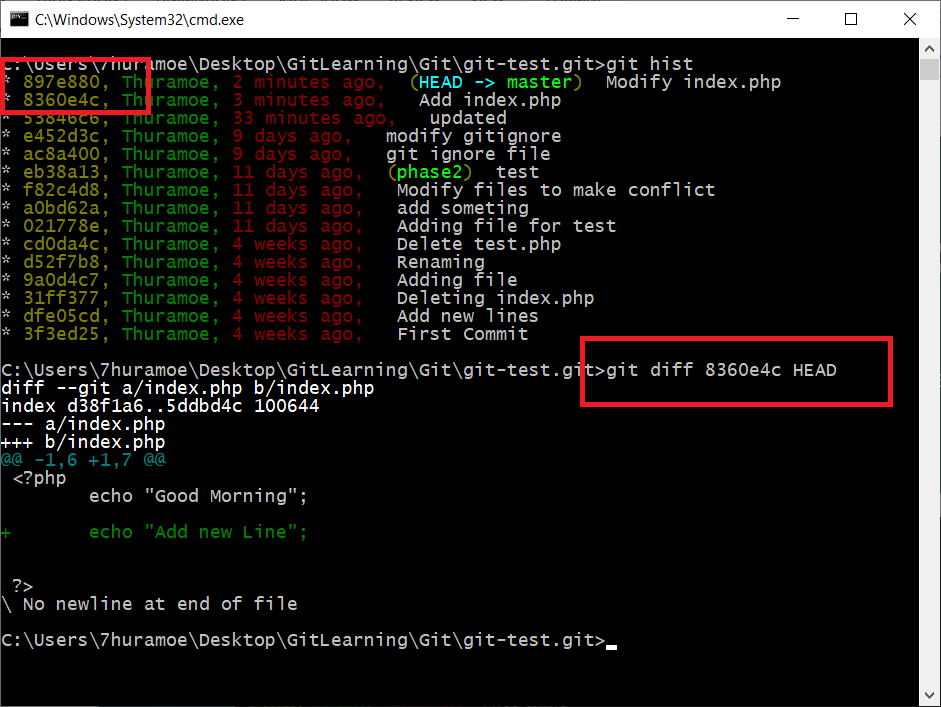 C:\Windows\System32\cmd.exe
C:\Users\7huramoe\Desktop\GitLearning\Git\git-test.git>git hist
* 897e880, Thuramoe, 2 minutes ago, (HEAD -> master) Modify index.php
* 8360e4c, Thuramoe, 3 minutes ago, Add index.php
* 53846c6, Thuramoe, 33 minutes ago, updated
* e452d3c, Thuramoe, 9 days ago, modify gitignore
* ac8a400, Thuramoe, 9 days ago, git ignore file
* eb38a13, Thuramoe, 11 days ago, (phase2) test
* f82c4d8, Thuramoe, 11 days ago, Modify files to make conflict
* a0bd62a, Thuramoe, 11 days ago, add someting
* 021778e, Thuramoe, 11 days ago, Adding file for test
* cd0da4c, Thuramoe, 4 weeks ago, Delete test.php
* d52f7b8, Thuramoe, 4 weeks ago, Renaming
* 9a0d4c7, Thuramoe, 4 weeks ago, Adding file
* 31ff377, Thuramoe, 4 weeks ago, Deleting index.php
* dfe05cd, Thuramoe, 4 weeks ago, Add new lines
* 3f3ed25, Thuramoe, 4 weeks ago, First Commit
C:\Users\7huramoe\Desktop\GitLearning\Git\git-test.git>git diff 8360e4c HEAD
diff --git a/index.php b/index.php
index d38f1a6..5ddbd4c 100644
--- a/index.php
+++ b/index.php
@@ -1,6 +1,7 @@
<?php
echo "Good Morning";
+ echo "Add new Line";
?>
\ No newline at end of file
C:\Users\7huramoe\Desktop\GitLearning\Git\git-test.git>